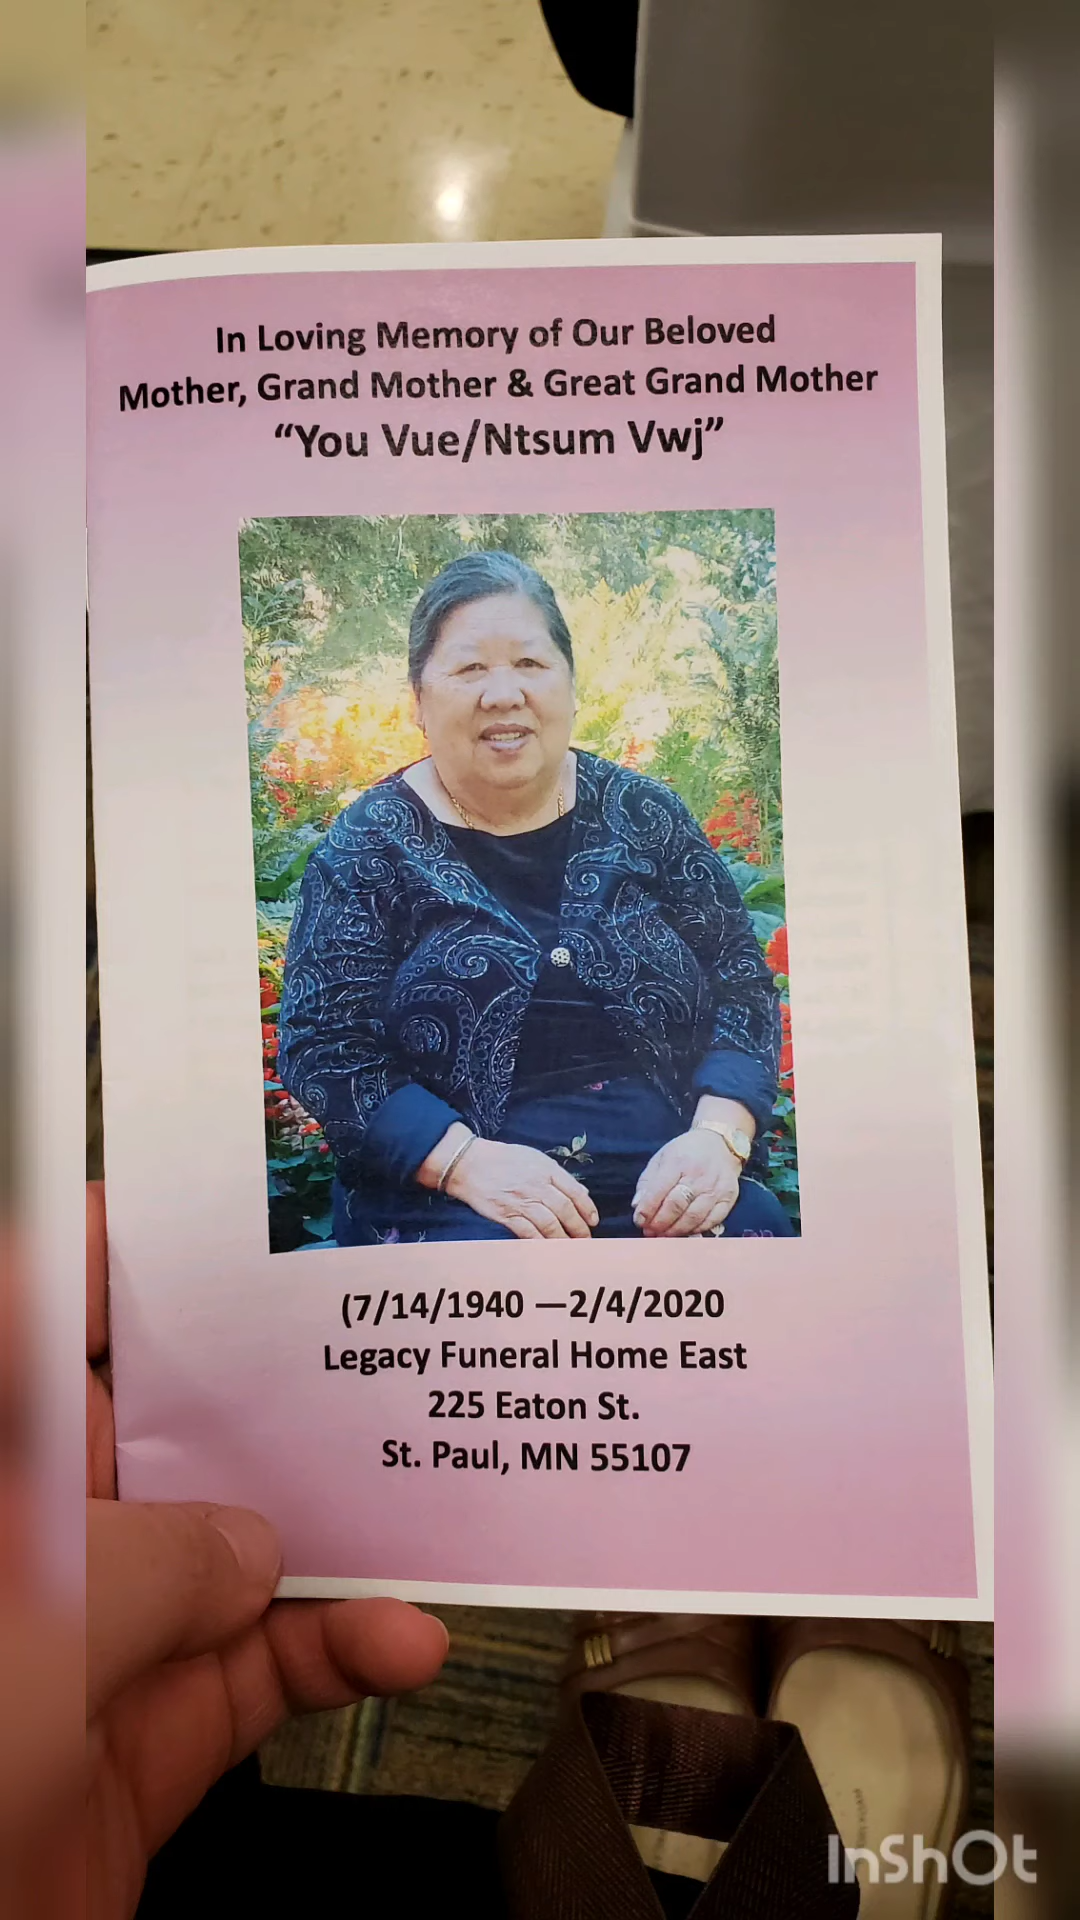 In Loving Memory of Our Beloved
Mother, Grand Mother & Great Grand Mother
“You Vue/Ntsum Vwj”
(7/14/1940 —2/4/2020
Legacy Funeral Home East
225 Eaton St.
St. Paul, MN 55107
InShOt